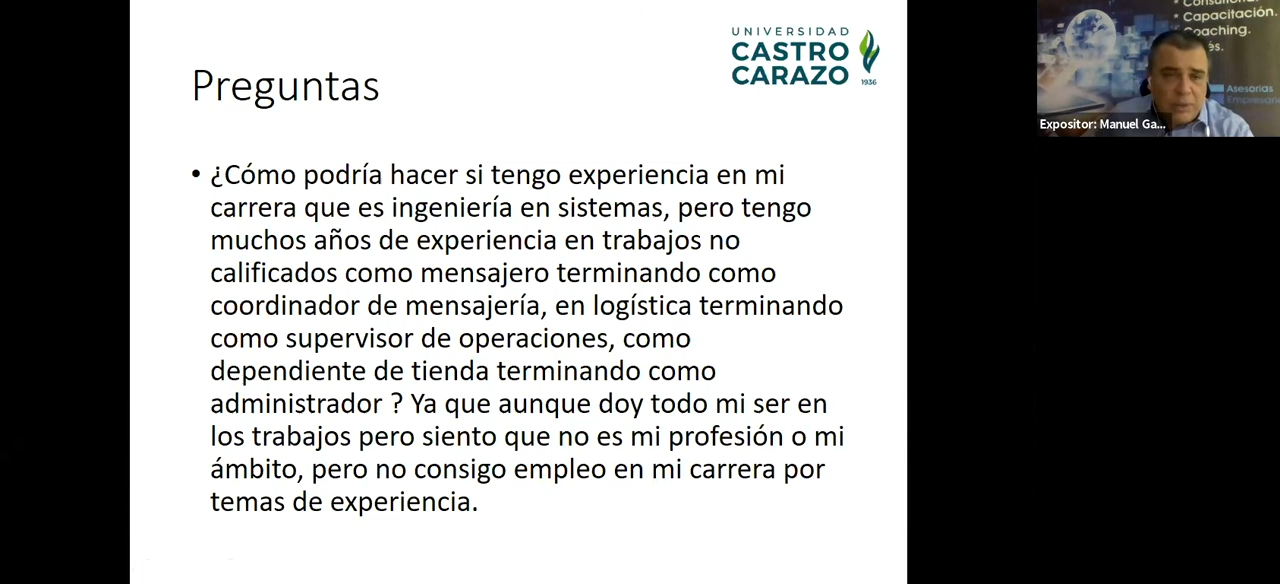 UNIVERSIDAD
CASTRO
CARAZO
1936
Preguntas
• ¿Cómo podría hacer si tengo experiencia en mi
carrera que es ingeniería en sistemas, pero tengo
muchos años de experiencia en trabajos no
calificados como mensajero terminando como
coordinador de mensajería, en logística terminando
como supervisor de operaciones, como
dependiente de tienda terminando como
administrador ? Ya que aunque doy todo mi ser en
los trabajos pero siento que no es mi profesión o mi
ámbito, pero no consigo empleo en mi carrera por
temas de experiencia.
* Capacitación.
Coaching.
Asesorías
Expositor: Manuel Ga...